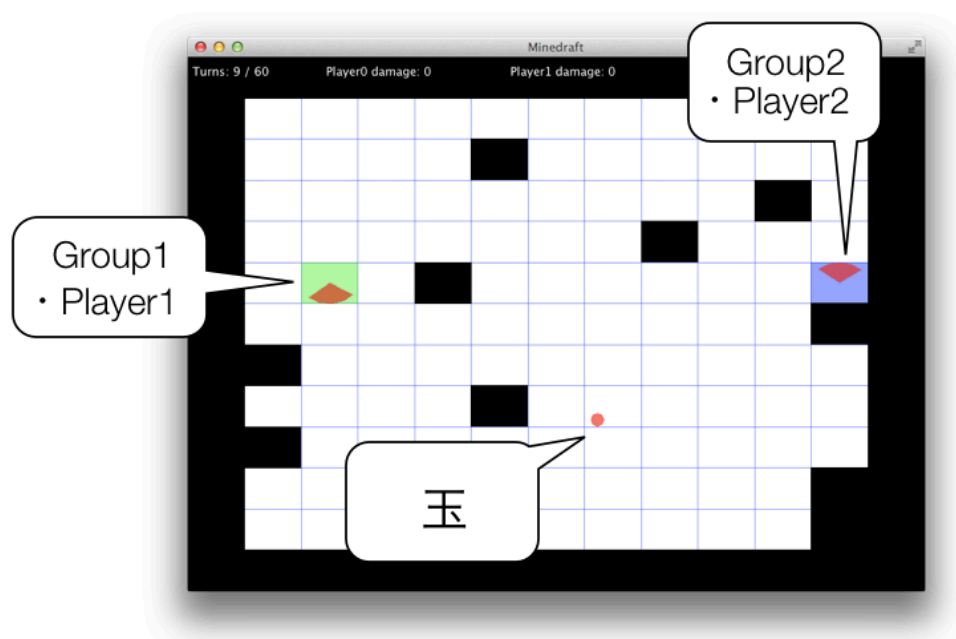 Minedraft
Turns: 9 / 60 Player0 damage: 0 Player1 damage: 0
Group2
・Player2
Group1
・Player1
玉